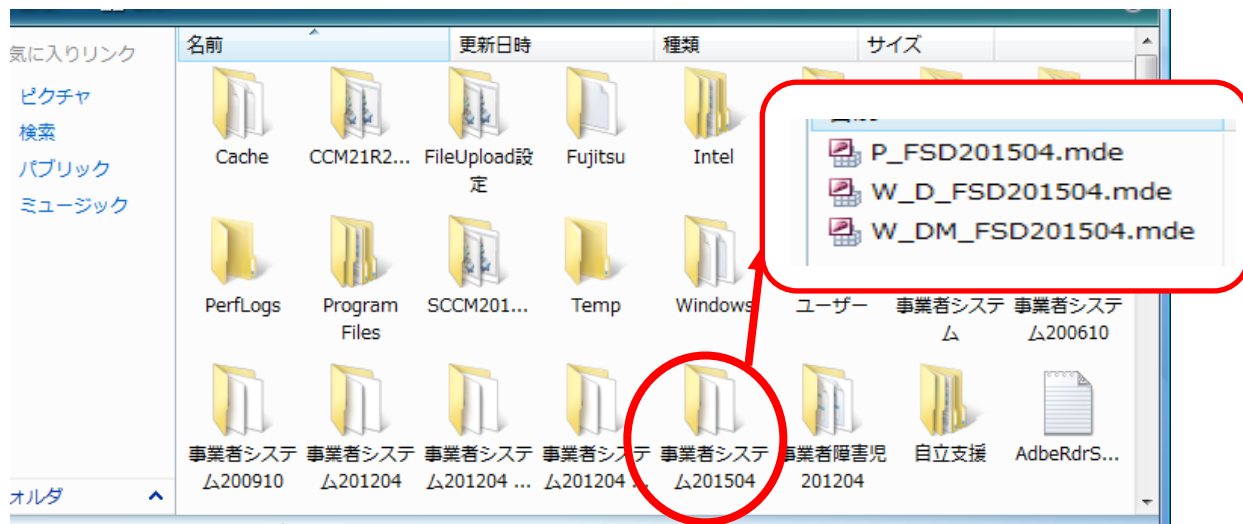 気に入りリンク
ピクチャ
検索
パブリック
ミュージック
ォルダ
名前 更新日時 種類 サイズ
Cache CCM21R2... FileUpload設 Fujitsu Intel
定
PerfLogs Program SCCM201... Temp Windows ユーザー 事業者システ 事業者システ
Files ム ム200610
事業者システ 事業者システ 事業者システ 事業者システ 事業者システ 事業者障害児 自立支援 AdbeRdrS...
ム200910 ム201204 ム201204 ... ム201204 ... ム201504 201204
P_FSD201504.mde
W_D_FSD201504.mde
W_DM_FSD201504.mde